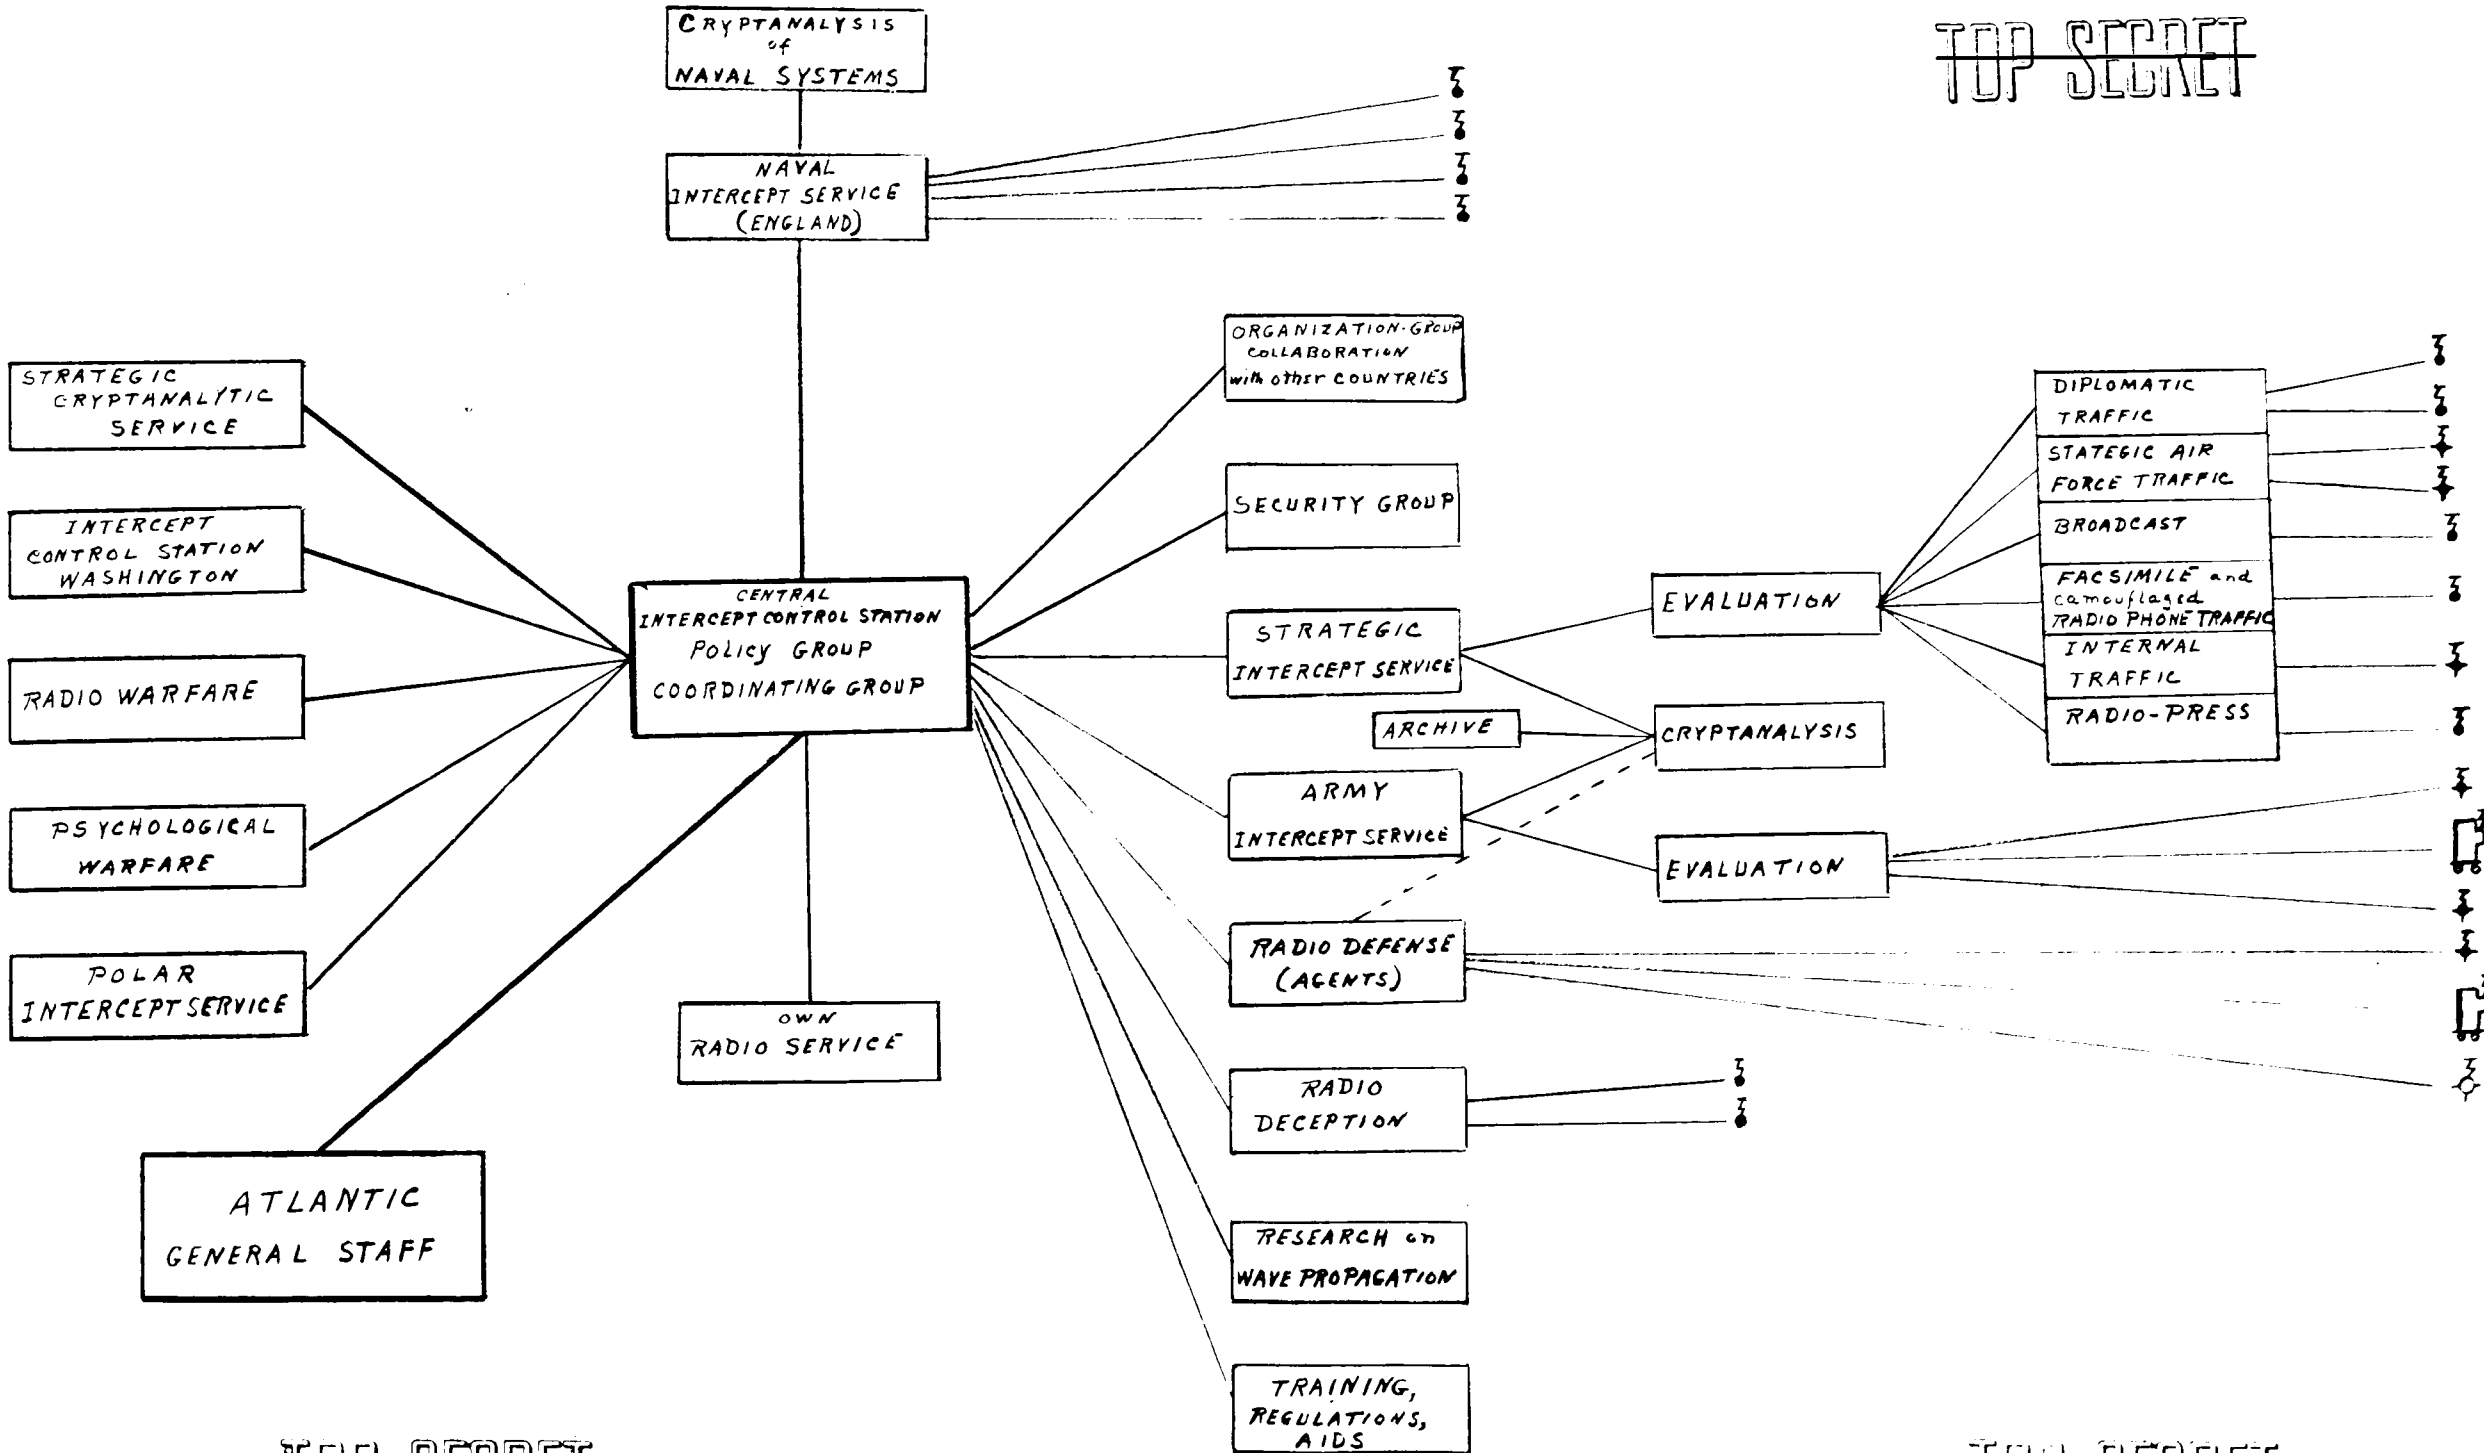 TOP SECRET
CRYPTANALYSIS
of
NAVAL SYSTEMS
NAVAL
INTERCEPT SERVICE
(ENGLAND)
STRATEGIC
CRYPTANALYTIC
SERVICE
INTERCEPT
CONTROL STATION
WASHINGTON
RADIO WARFARE
PSYCHOLOGICAL
WARFARE
POLAR
INTERCEPT SERVICE
ATLANTIC
GENERAL STAFF
CENTRAL
INTERCEPT CONTROL STATION
Policy GROUP
COORDINATING GROUP
OWN
RADIO SERVICE
ORGANIZATION-GROUP
COLLABORATION
with other COUNTRIES
SECURITY GROUP
STRATEGIC
INTERCEPT SERVICE
ARCHIVE
ARMY
INTERCEPT SERVICE
RADIO DEFENSE
(AGENTS)
RADIO
DECEPTION
RESEARCH on
WAVE PROPAGATION
TRAINING,
REGULATIONS,
AIDS
EVALUATION
CRYPTANALYSIS
EVALUATION
DIPLOMATIC
TRAFFIC
STATEGIC AIR
FORCE TRAFFIC
BROADCAST
FACSIMILE and
camouflaged
RADIO PHONE TRAFFIC
INTERNAL
TRAFFIC
RADIO-PRESS
TOP SECRET
TOP SECRET